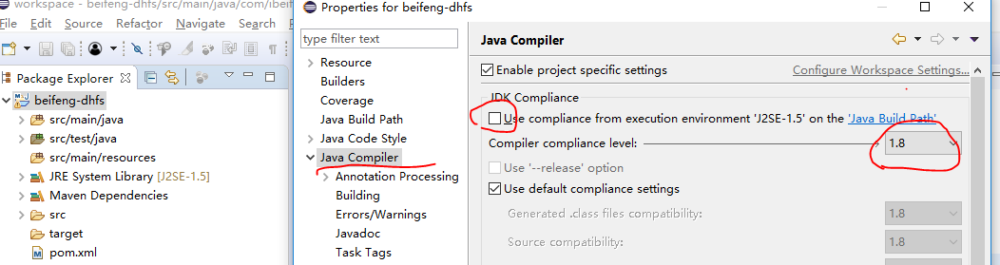 workspace - beifeng-dhfs/src/main/java/com/ibeif
File Edit Source Refactor Navigate Search
Package Explorer
beifeng-dhfs
src/main/java
src/test/java
src/main/resources
JRE System Library [J2SE-1.5]
Maven Dependencies
src
target
pom.xml
Properties for beifeng-dhfs
type filter text
Resource
Builders
Coverage
Java Build Path
Java Code Style
Java Compiler
Annotation Processing
Building
Errors/Warnings
Javadoc
Task Tags
Java Compiler
Enable project specific settings
Configure Workspace Settings...
JDK Compliance
Use compliance from execution environment 'J2SE-1.5' on the 'Java Build Path'
Compiler compliance level: 1.8
Use '--release' option
Use default compliance settings
Generated .class files compatibility: 1.8
Source compatibility: 1.8